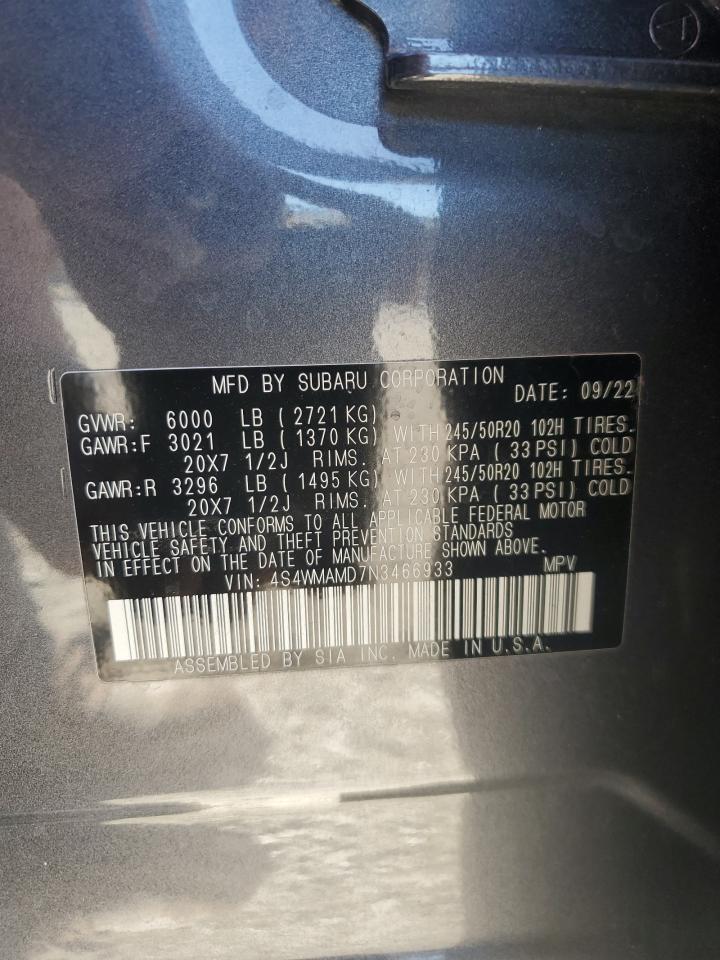 MFD BY SUBARU CORPORATION DATE: 09/22
GVWR: 6000 LB ( 2721 KG)
GAWR:F 3021 LB ( 1370 KG) WITH 245/50R20 102H TIRES.
20X7 1/2J RIMS. AT 230 KPA ( 33 PSI) COLD
GAWR:R 3296 LB ( 1495 KG) WITH 245/50R20 102H TIRES.
20X7 1/2J RIMS. AT 230 KPA ( 33 PSI) COLD
THIS VEHICLE CONFORMS TO ALL APPLICABLE FEDERAL MOTOR
VEHICLE SAFETY AND THEFT PREVENTION STANDARDS
IN EFFECT ON THE DATE OF MANUFACTURE SHOWN ABOVE.
VIN: 4S4WMAMD7N3466933 MPV
ASSEMBLED BY SIA INC. MADE IN U.S.A.